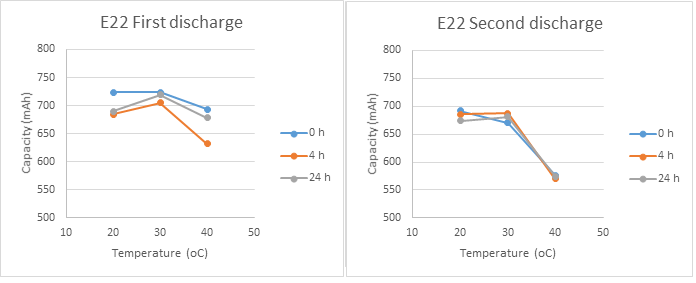 E22 First discharge
800
750
700
650
600
550
500
10
20
30
40
50
Capacity (mAh)
Temperature (oC)
0 h
4 h
24 h
E22 Second discharge
800
750
700
650
600
550
500
10
20
30
40
50
Capacity (mAh)
Temperature (oC)
0 h
4 h
24 h